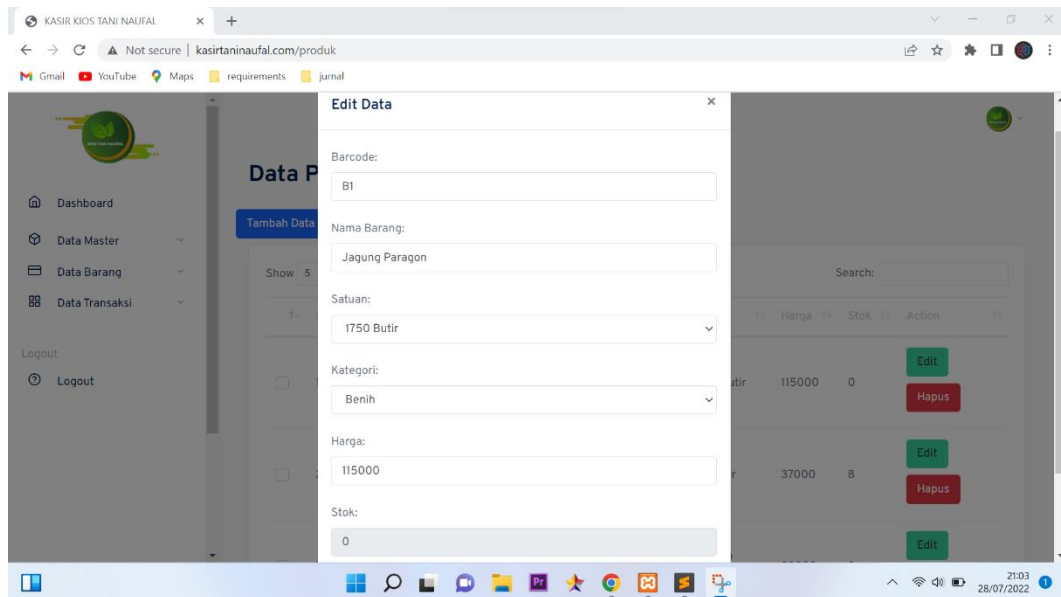 KASIR KIOS TANI NAUFAL
Not secure | kasirtaninaufal.com/produk
Gmail YouTube Maps requirements jurnal
Edit Data
Data P
Tambah Data
Dashboard
Data Master
Data Barang
Data Transaksi
Logout
Logout
Barcode:
B1
Nama Barang:
Jagung Paragon
Satuan:
1750 Butir
Kategori:
Benih
Harga:
115000
Stok:
0
Show 5
Search:
Harga Stok Action
utir 115000 0 Edit
Hapus
r 37000 8 Edit
Hapus
Edit
Pr
21:03
28/07/2022
1